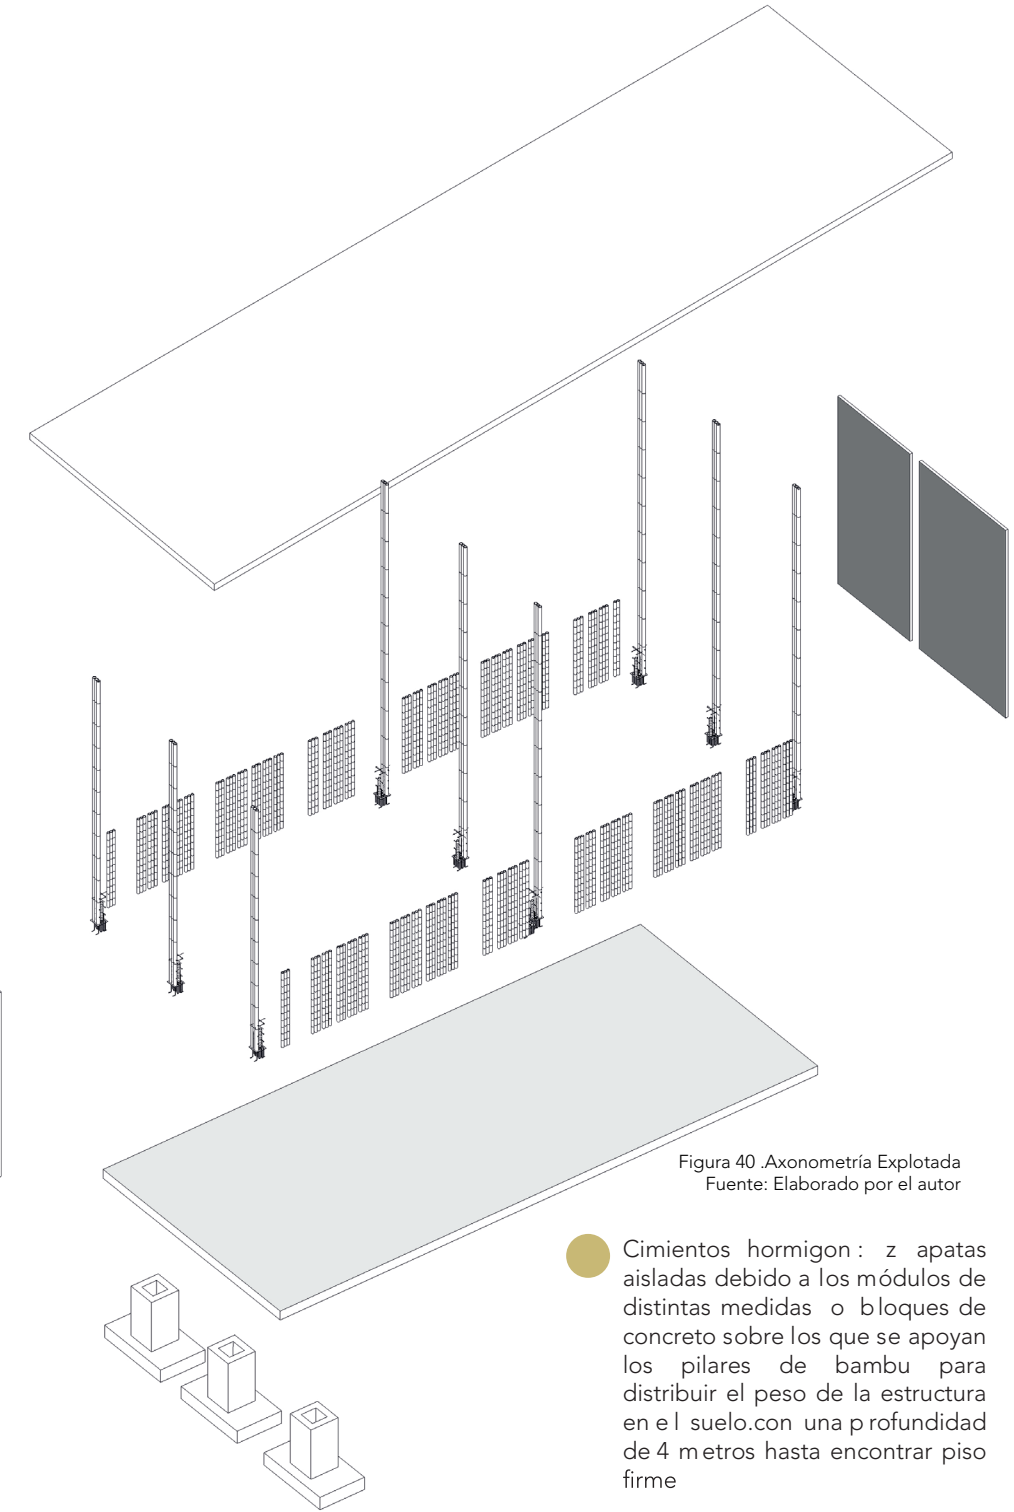 Figura 40 .Axonometría Explotada
Fuente: Elaborado por el autor
Cimientos hormigon : z apatas
aisladas debido a los módulos de
distintas medidas o bloques de
concreto sobre los que se apoyan
los pilares de bambu para
distribuir el peso de la estructura
en e l suelo.con una p rofundidad
de 4 m etros hasta encontrar piso
firme